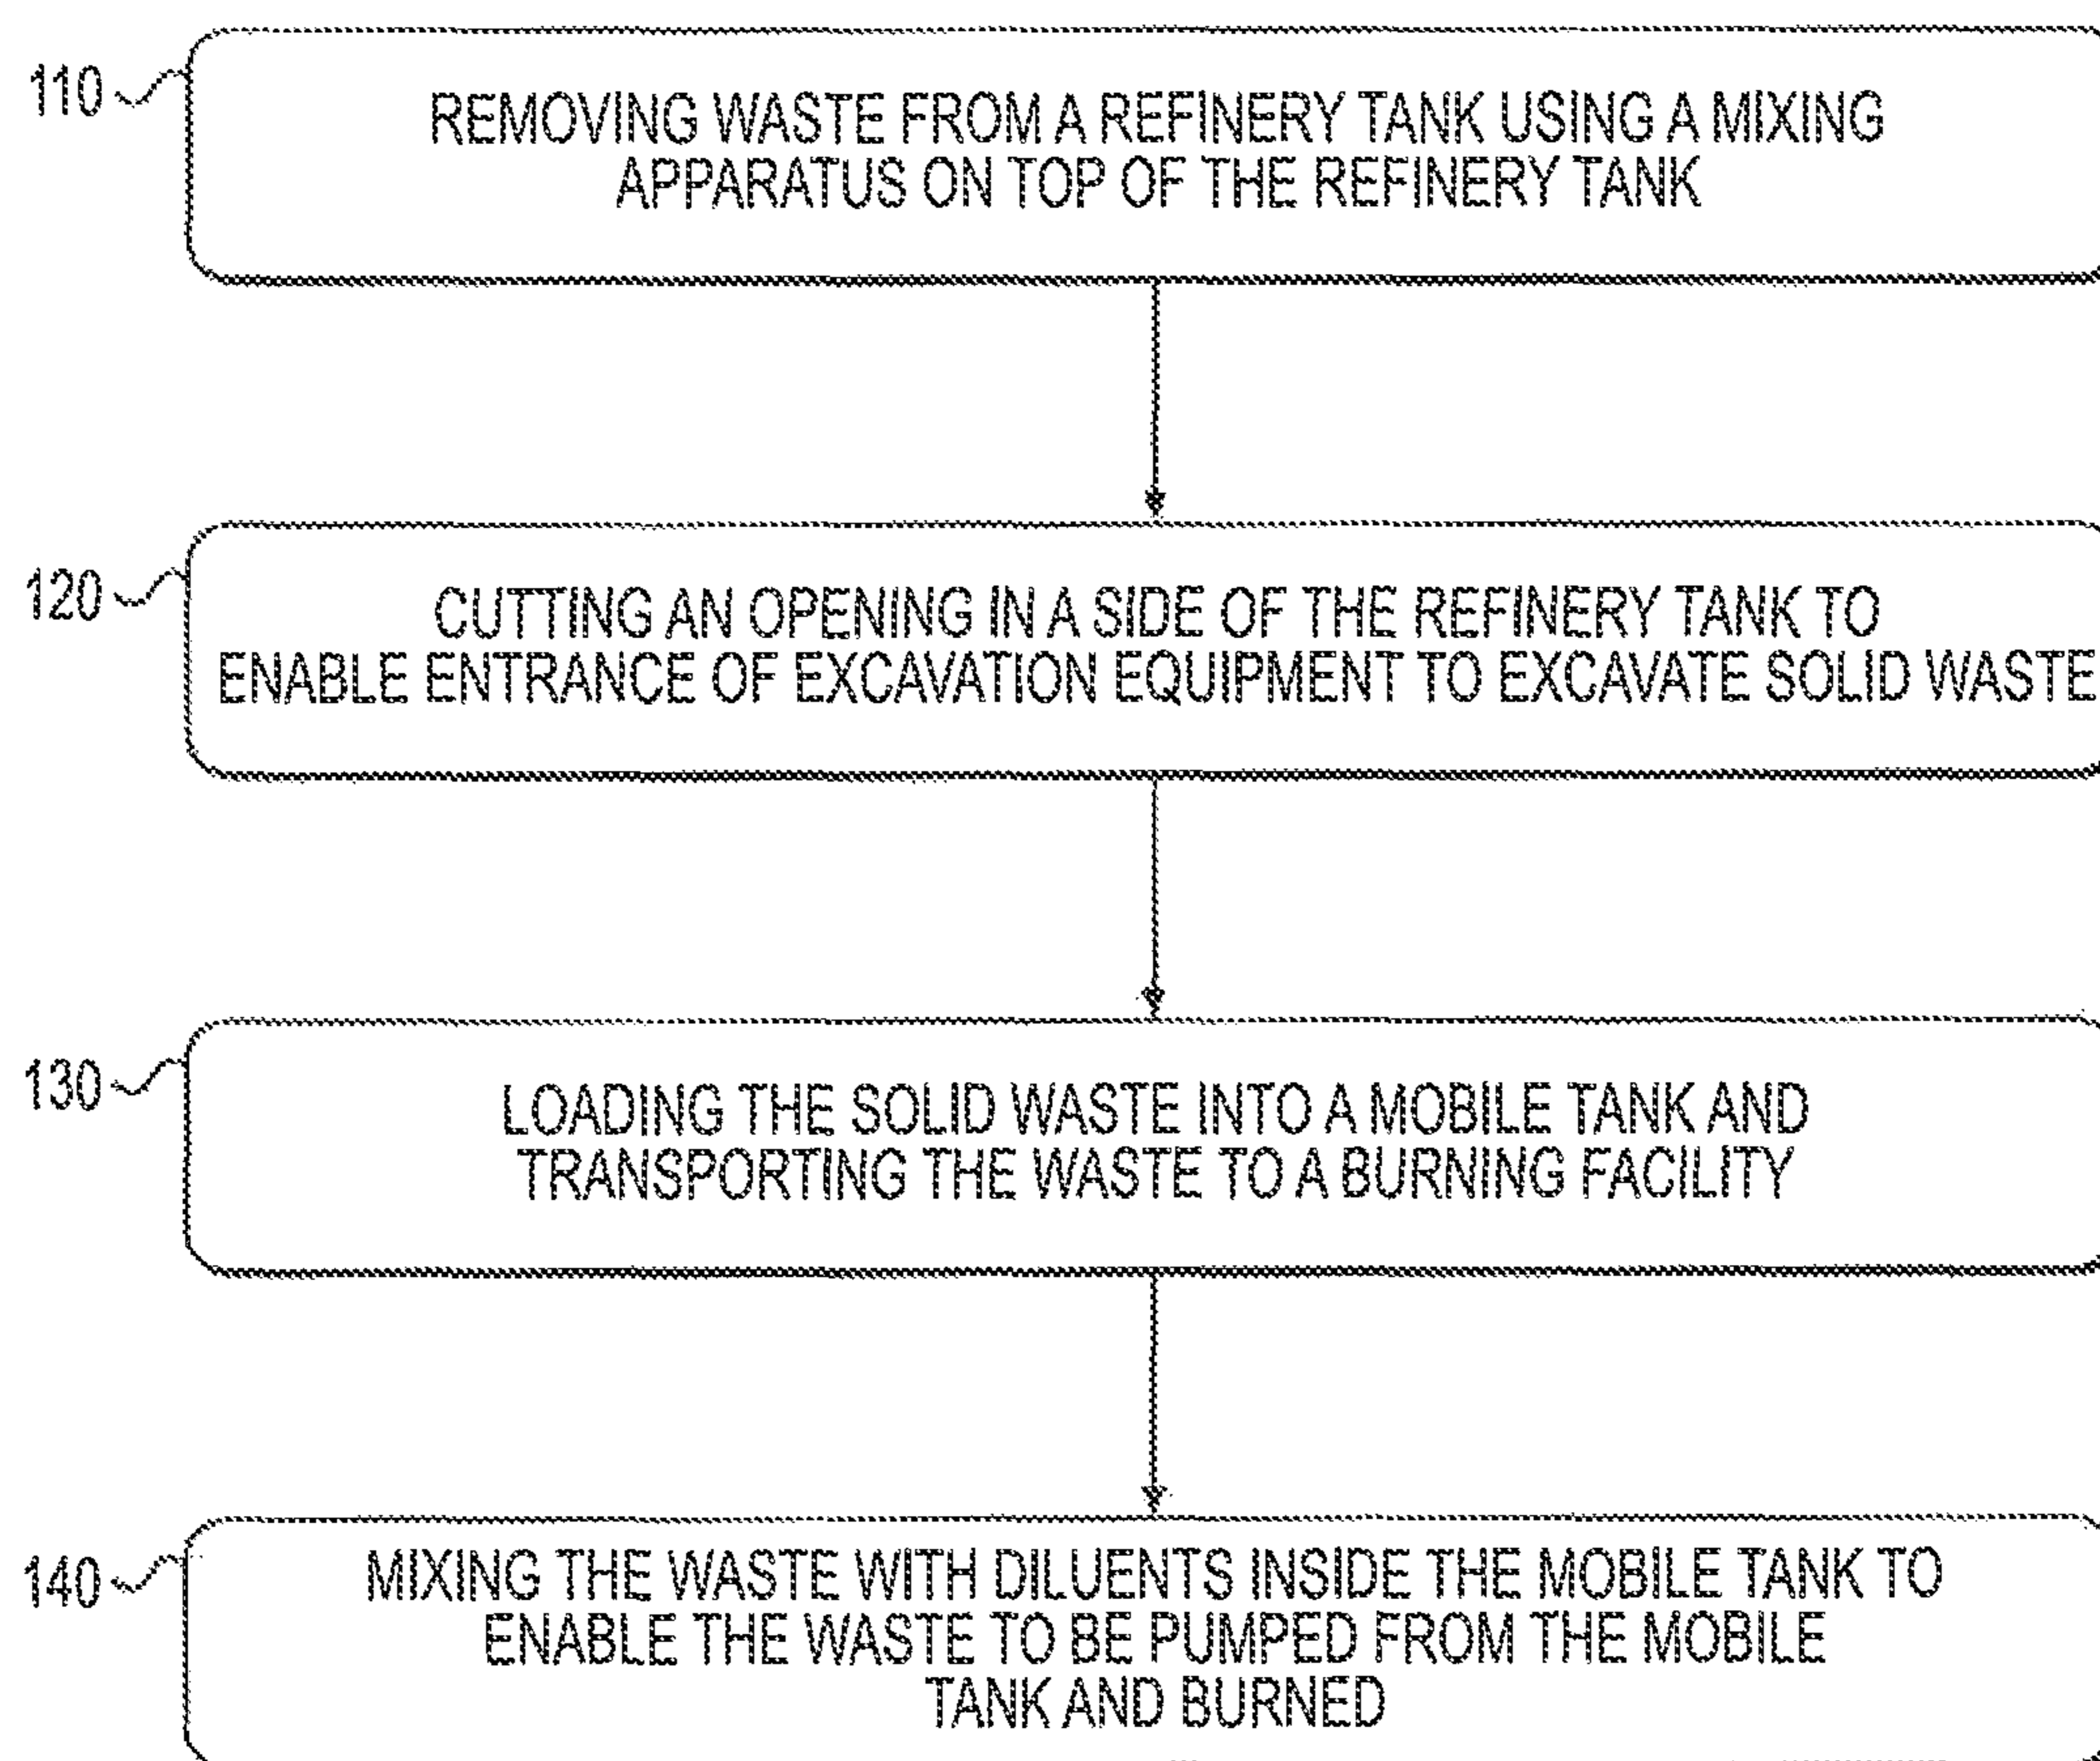 110
REMOVING WASTE FROM A REFINERY TANK USING A MIXING
APPARATUS ON TOP OF THE REFINERY TANK
120
CUTTING AN OPENING IN A SIDE OF THE REFINERY TANK TO
ENABLE ENTRANCE OF EXCAVATION EQUIPMENT TO EXCAVATE SOLID WASTE
130
LOADING THE SOLID WASTE INTO A MOBILE TANK AND
TRANSPORTING THE WASTE TO A BURNING FACILITY
140
MIXING THE WASTE WITH DILUENTS INSIDE THE MOBILE TANK TO
ENABLE THE WASTE TO BE PUMPED FROM THE MOBILE
TANK AND BURNED